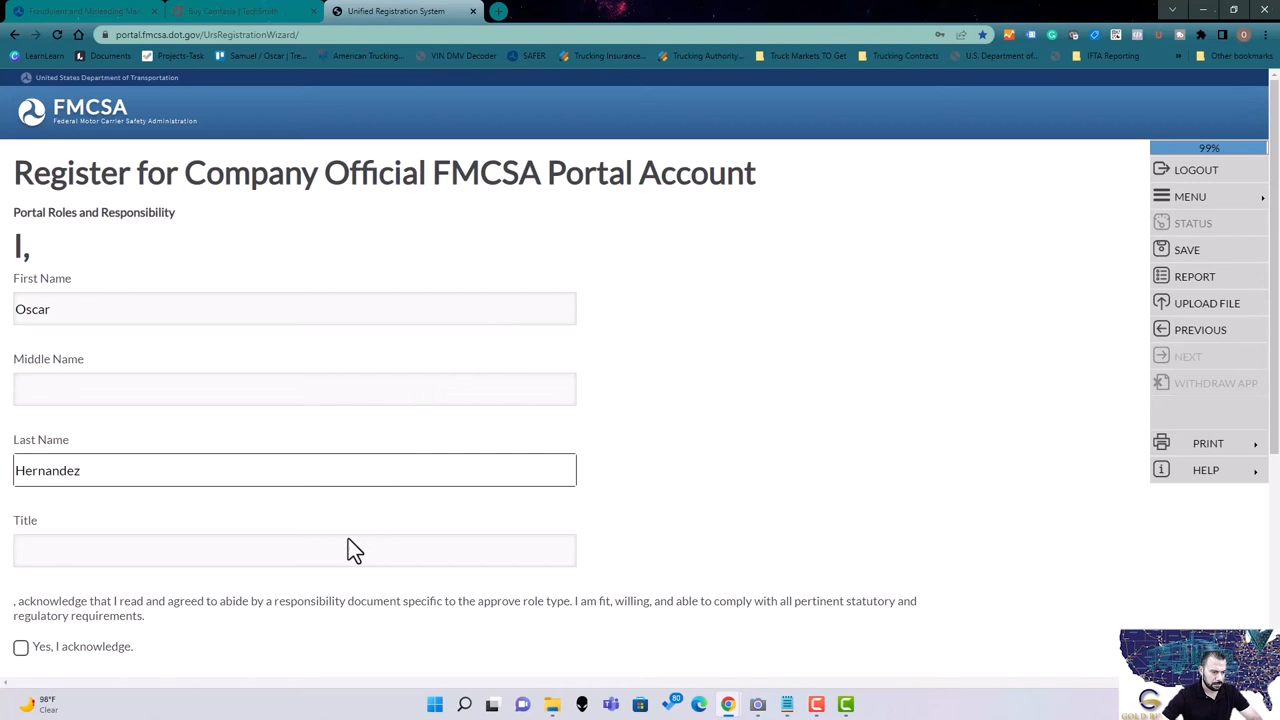 Fraudulent and Misleading Mail
Buy Camtasia | TechSmith
Unified Registration System
portal.fmcsa.dot.gov/UrsRegistrationWizard/
LearnLearn
Documents
Projects-Task
Samuel / Oscar | Tre...
American Trucking...
VIN DMV Decoder
SAFER
Trucking Insurance...
Trucking Authority...
Truck Markets TO Get
Trucking Contracts
U.S. Department of...
IFTA Reporting
Other bookmarks
United States Department of Transportation
FMCSA
Federal Motor Carrier Safety Administration
99%
LOGOUT
MENU
STATUS
SAVE
REPORT
UPLOAD FILE
PREVIOUS
NEXT
WITHDRAW APP
PRINT
HELP
Register for Company Official FMCSA Portal Account
Portal Roles and Responsibility
I,
First Name
Oscar
Middle Name
Last Name
Hernandez
Title
, acknowledge that I read and agreed to abide by a responsibility document specific to the approve role type. I am fit, willing, and able to comply with all pertinent statutory and
regulatory requirements.
Yes, I acknowledge.
98°F
Clear
80